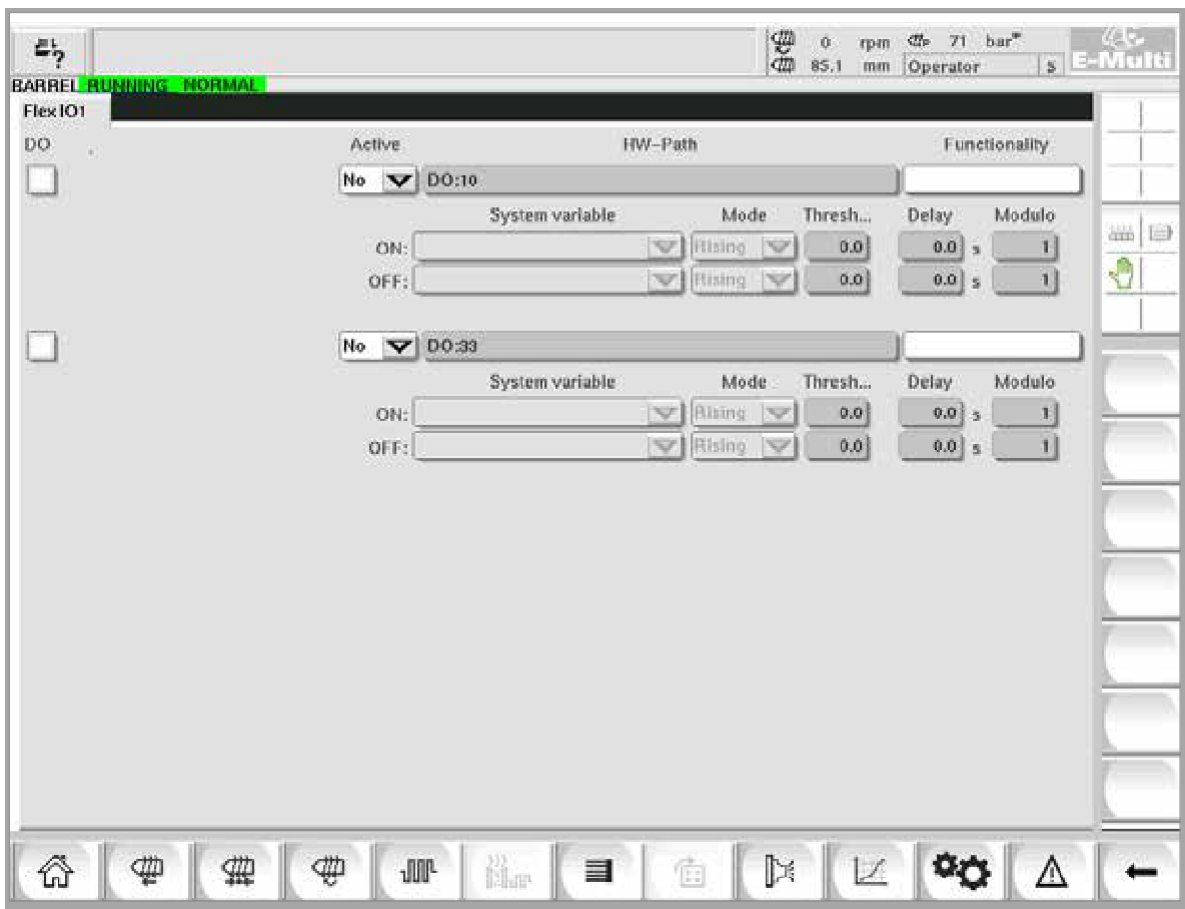 0 rpm 71 bar*
85.1 mm Operator 5
E-Multi
BARREL RUNNING NORMAL
Flex IO1
DO Active HW-Path Functionality
No DO:10
System variable Mode Thresh... Delay Modulo
ON: Rising 0.0 0.0 s 1
OFF: Rising 0.0 0.0 s 1
No DO:33
System variable Mode Thresh... Delay Modulo
ON: Rising 0.0 0.0 s 1
OFF: Rising 0.0 0.0 s 1